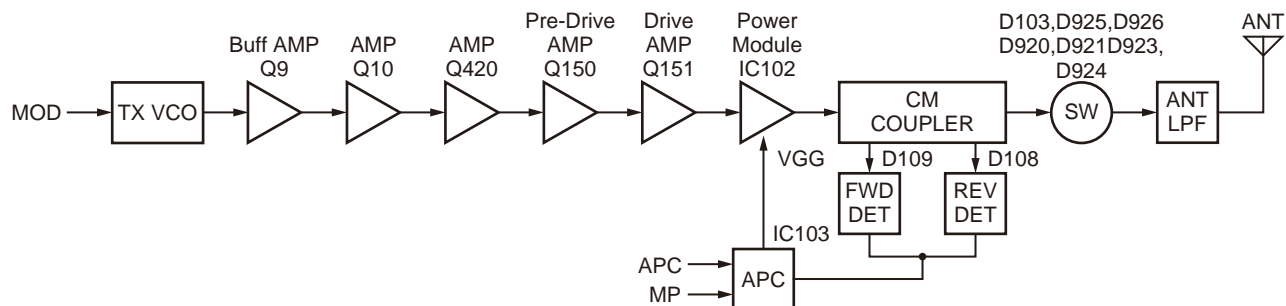 Buff AMP
Q9
AMP
Q10
AMP
Q420
Pre-Drive
AMP
Q150
Drive
AMP
Q151
Power
Module
IC102
D103,D925,D926
D920,D921D923,
D924
ANT
MOD
TX VCO
CM
COUPLER
SW
ANT
LPF
VGG
D109
D108
FWD
DET
REV
DET
IC103
APC
MP
APC